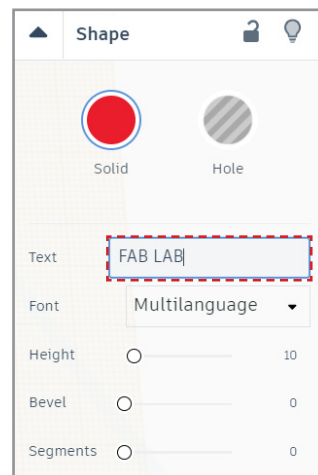 Shape
Solid Hole
Text FAB LAB
Font Multilanguage
Height 10
Bevel 0
Segments 0